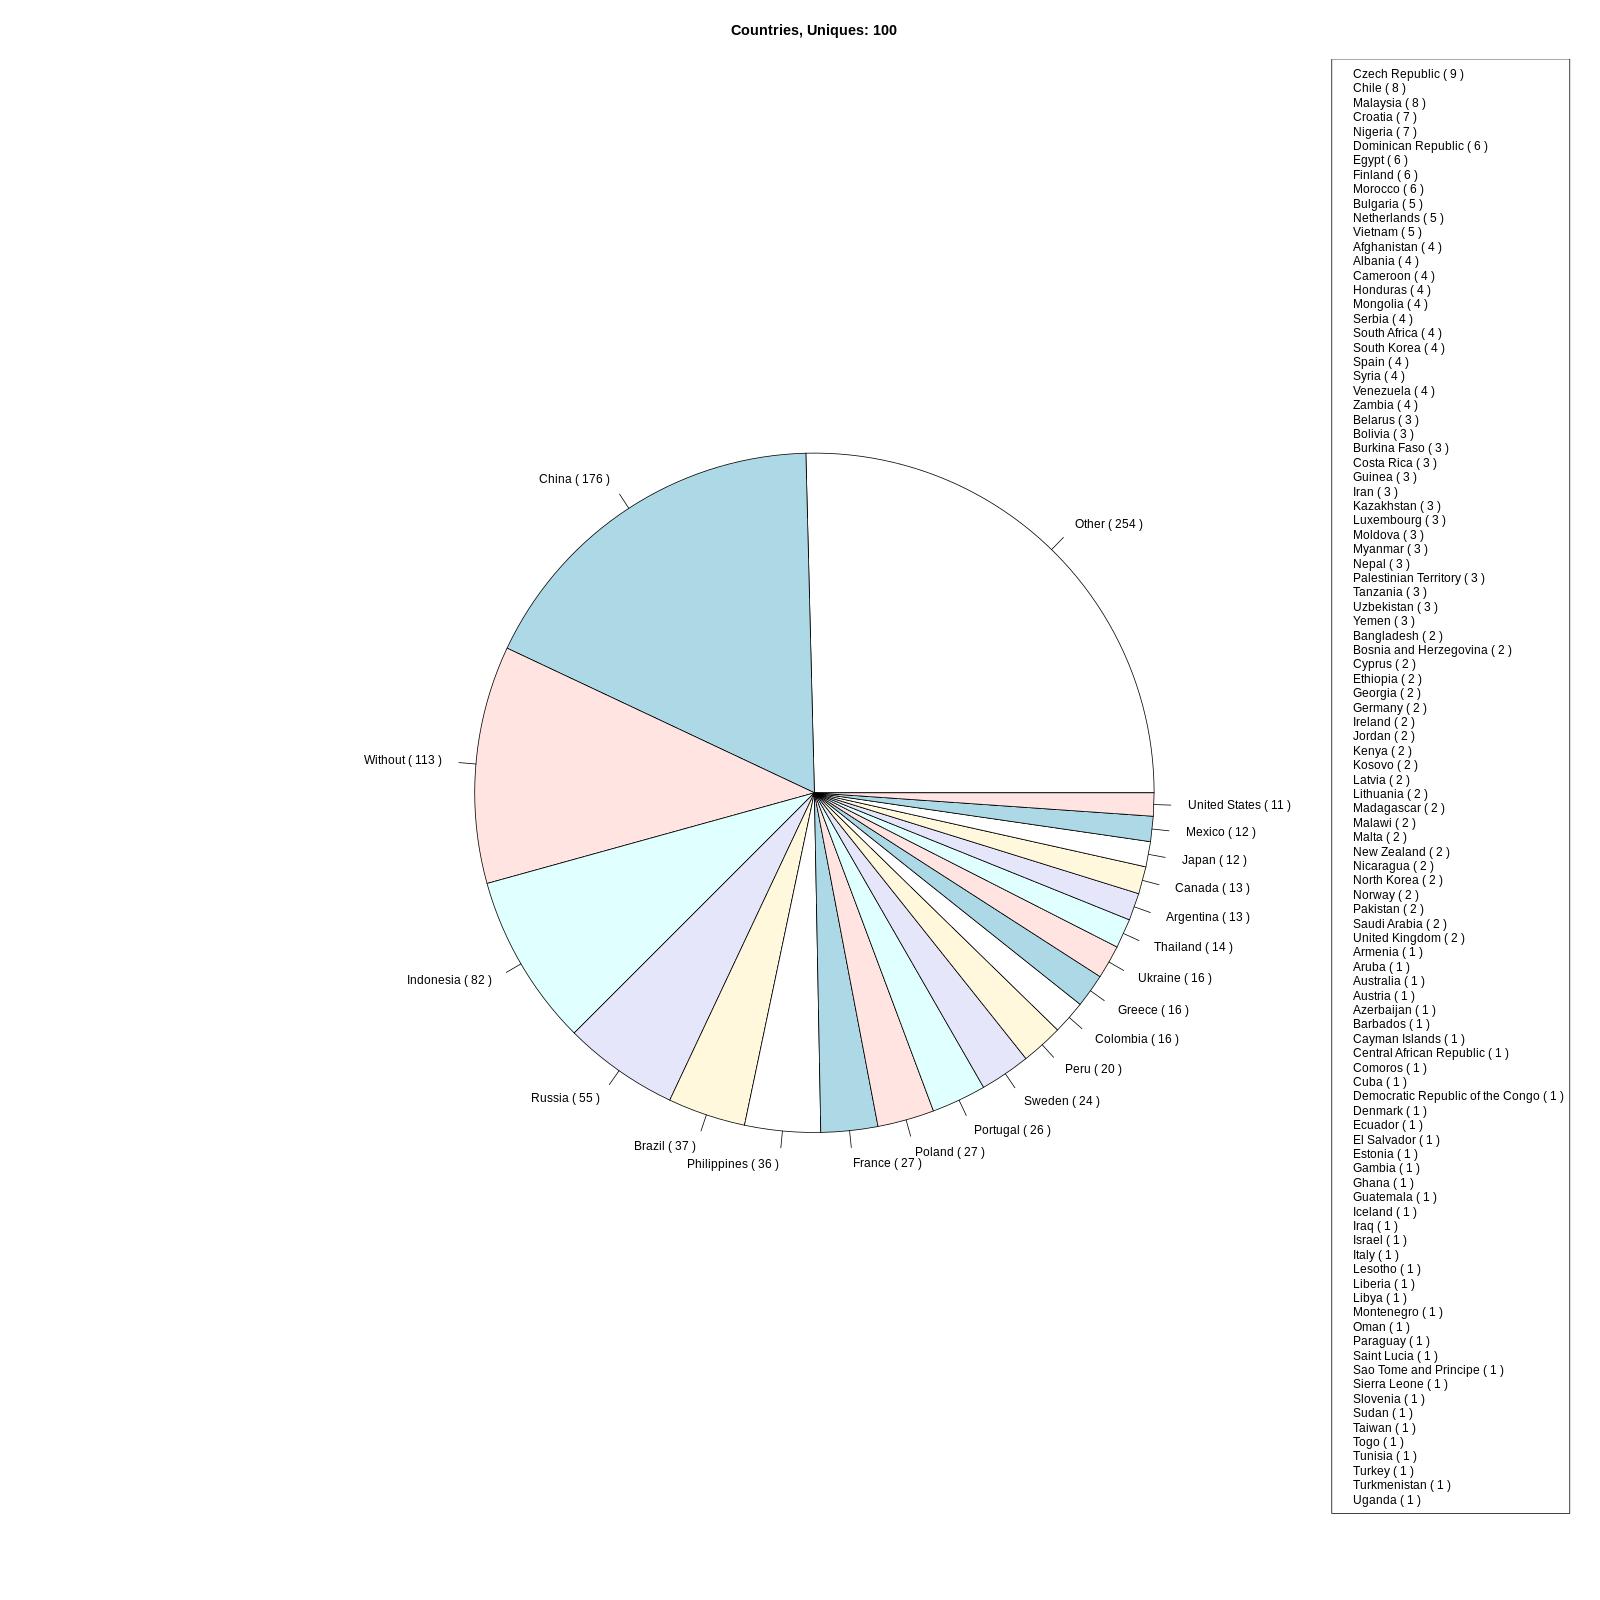 Countries, Uniques: 100
China ( 176 )
Other ( 254 )
Without ( 113 )
Indonesia ( 82 )
Russia ( 55 )
Brazil ( 37 )
Philippines ( 36 )
France ( 27 )
Poland ( 27 )
Portugal ( 26 )
Sweden ( 24 )
Peru ( 20 )
Colombia ( 16 )
Greece ( 16 )
Ukraine ( 16 )
Thailand ( 14 )
Argentina ( 13 )
Canada ( 13 )
Japan ( 12 )
Mexico ( 12 )
United States ( 11 )
Czech Republic ( 9 )
Chile ( 8 )
Malaysia ( 8 )
Croatia ( 7 )
Nigeria ( 7 )
Dominican Republic ( 6 )
Egypt ( 6 )
Finland ( 6 )
Morocco ( 6 )
Bulgaria ( 5 )
Netherlands ( 5 )
Vietnam ( 5 )
Afghanistan ( 4 )
Albania ( 4 )
Cameroon ( 4 )
Honduras ( 4 )
Mongolia ( 4 )
Serbia ( 4 )
South Africa ( 4 )
South Korea ( 4 )
Spain ( 4 )
Syria ( 4 )
Venezuela ( 4 )
Zambia ( 4 )
Belarus ( 3 )
Bolivia ( 3 )
Burkina Faso ( 3 )
Costa Rica ( 3 )
Guinea ( 3 )
Iran ( 3 )
Kazakhstan ( 3 )
Luxembourg ( 3 )
Moldova ( 3 )
Myanmar ( 3 )
Nepal ( 3 )
Palestinian Territory ( 3 )
Tanzania ( 3 )
Uzbekistan ( 3 )
Yemen ( 3 )
Bangladesh ( 2 )
Bosnia and Herzegovina ( 2 )
Cyprus ( 2 )
Ethiopia ( 2 )
Georgia ( 2 )
Germany ( 2 )
Ireland ( 2 )
Jordan ( 2 )
Kenya ( 2 )
Kosovo ( 2 )
Latvia ( 2 )
Lithuania ( 2 )
Madagascar ( 2 )
Malawi ( 2 )
Malta ( 2 )
New Zealand ( 2 )
Nicaragua ( 2 )
North Korea ( 2 )
Norway ( 2 )
Pakistan ( 2 )
Saudi Arabia ( 2 )
United Kingdom ( 2 )
Armenia ( 1 )
Aruba ( 1 )
Australia ( 1 )
Austria ( 1 )
Azerbaijan ( 1 )
Barbados ( 1 )
Cayman Islands ( 1 )
Central African Republic ( 1 )
Comoros ( 1 )
Cuba ( 1 )
Democratic Republic of the Congo ( 1 )
Denmark ( 1 )
Ecuador ( 1 )
El Salvador ( 1 )
Estonia ( 1 )
Gambia ( 1 )
Ghana ( 1 )
Guatemala ( 1 )
Iceland ( 1 )
Iraq ( 1 )
Israel ( 1 )
Italy ( 1 )
Lesotho ( 1 )
Liberia ( 1 )
Libya ( 1 )
Montenegro ( 1 )
Oman ( 1 )
Paraguay ( 1 )
Saint Lucia ( 1 )
Sao Tome and Principe ( 1 )
Sierra Leone ( 1 )
Slovenia ( 1 )
Sudan ( 1 )
Taiwan ( 1 )
Togo ( 1 )
Tunisia ( 1 )
Turkey ( 1 )
Turkmenistan ( 1 )
Uganda ( 1 )